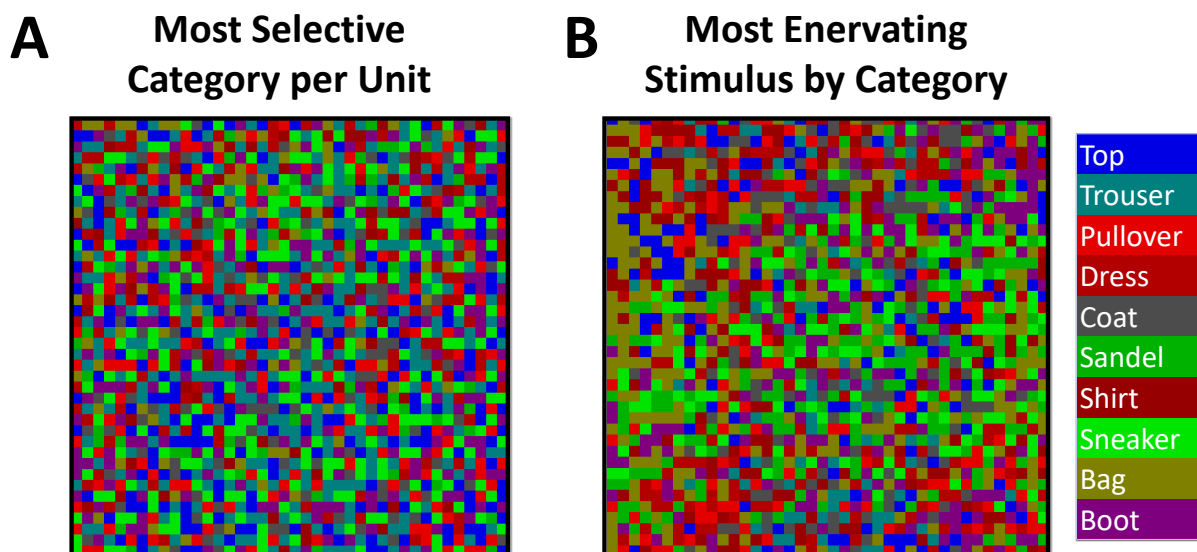 A
Most Selective
Category per Unit
B
Most Enervating
Stimulus by Category
Top
Trouser
Pullover
Dress
Coat
Sandel
Shirt
Sneaker
Bag
Boot